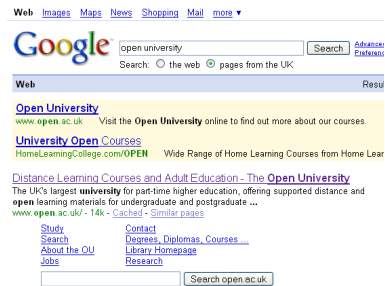 Web Images Maps News Shopping Mail more ▼
Google open university Search Advanced
Preferenc
Search: the web pages from the UK
Web Resu
Open University
www.open.ac.uk Visit the Open University online to find out more about our courses.
University Open Courses
HomeLearningCollege.com/OPEN Wide Range of Home Learning Courses from Home Lear
Distance Learning Courses and Adult Education - The Open University
The UK's largest university for part-time higher education, offering supported distance and
open learning materials for undergraduate and postgraduate ...
www.open.ac.uk/ - 14k - Cached - Similar pages
Study Contact
Search Degrees, Diplomas, Courses ...
About the OU Library Homepage
Jobs Research
Search open.ac.uk